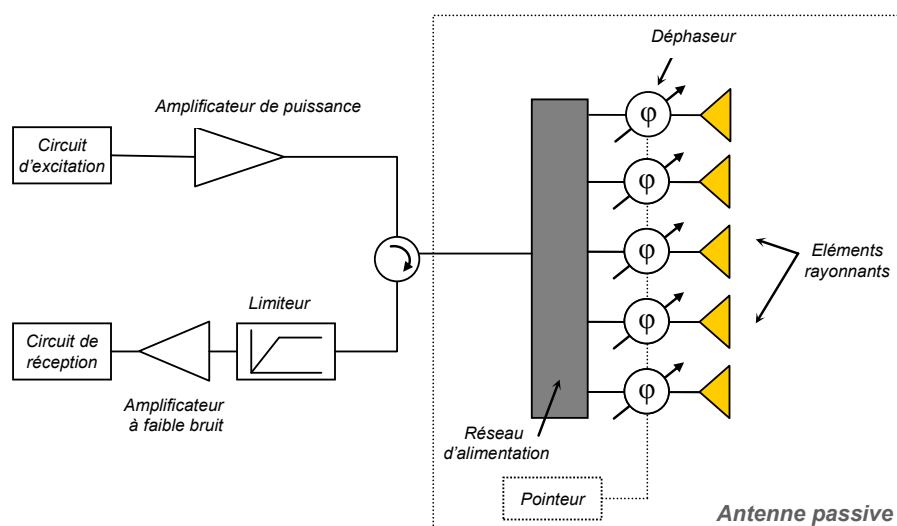 Déphaseur
Amplificateur de puissance
Circuit
d'excitation
φ
φ
φ
φ
φ
Eléments
rayonnants
Limiteur
Circuit de
réception
Amplificateur
à faible bruit
Réseau
d'alimentation
Pointeur
Antenne passive